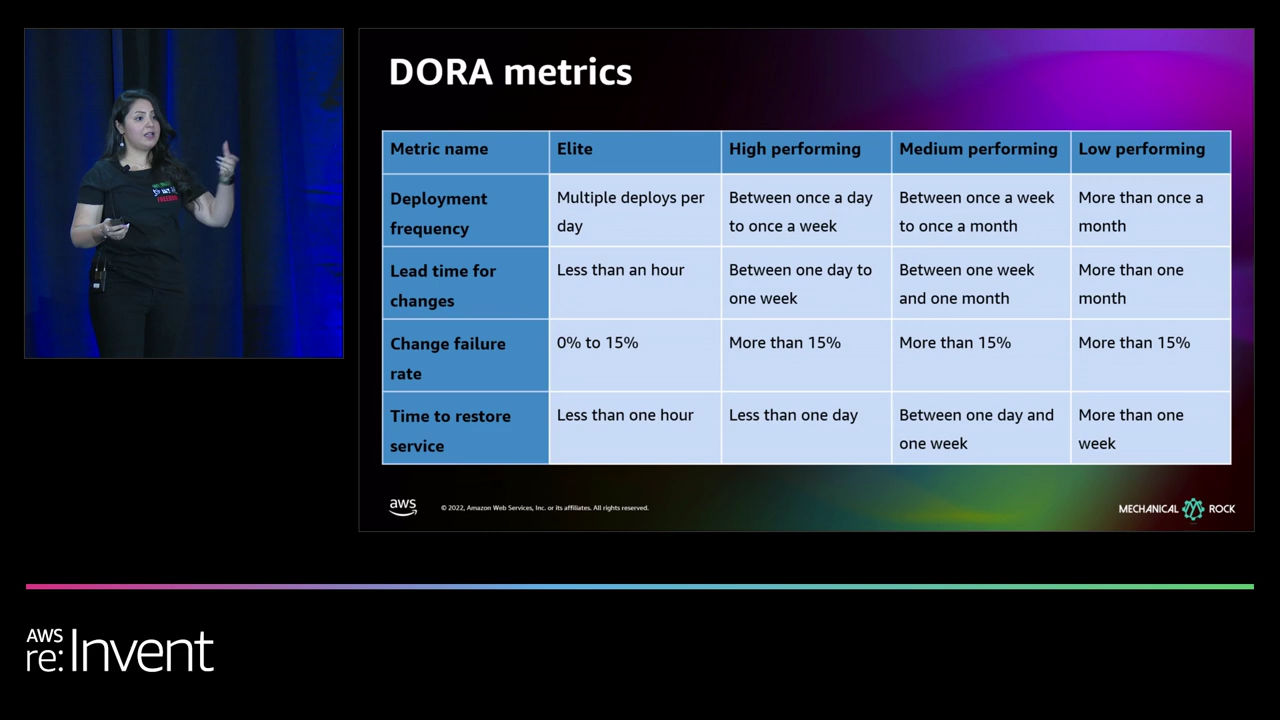 DORA metrics
Metric name
Elite
High performing
Medium performing
Low performing
Deployment
frequency
Multiple deploys per
day
Between once a day
to once a week
Between once a week
to once a month
More than once a
month
Lead time for
changes
Less than an hour
Between one day to
one week
Between one week
and one month
More than one
month
Change failure
rate
0% to 15%
More than 15%
More than 15%
More than 15%
Time to restore
service
Less than one hour
Less than one day
Between one day and
one week
More than one
week
aws
© 2022, Amazon Web Services, Inc. or its affiliates. All rights reserved.
MECHANICAL ROCK
AWS
re:Invent